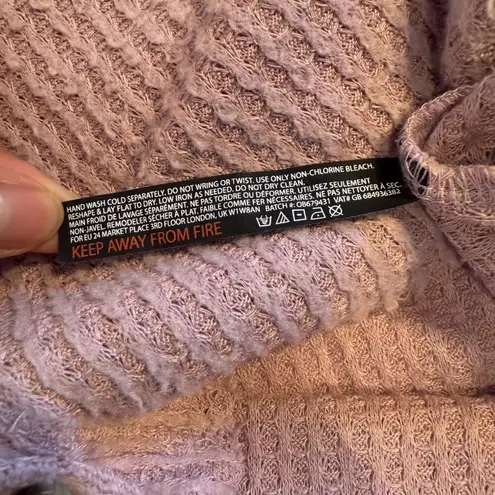 HAND WASH COLD SEPARATELY. DO NOT WRING OR TWIST. USE ONLY NON-CHLORINE BLEACH.
RESHAPE & LAY FLAT TO DRY. LOW IRON AS NEEDED. DO NOT DRY CLEAN.
MAIN FROID DE LAVAGE SÉPARÉMENT. NE PAS TORDRE OU DÉFORMER, UTILISEZ SEULEMENT
NON-JAVEL. REMODELER SÉCHER À PLAT. FAIBLE COMME FER NÉCESSAIRES, NE PAS NETTOYER À SEC.
FOR EU 24 MARKET PLACE 3RD FLOOR LONDON, UK W1W8AN BATCH #: OB679431 VAT# GB 684936382
KEEP AWAY FROM FIRE